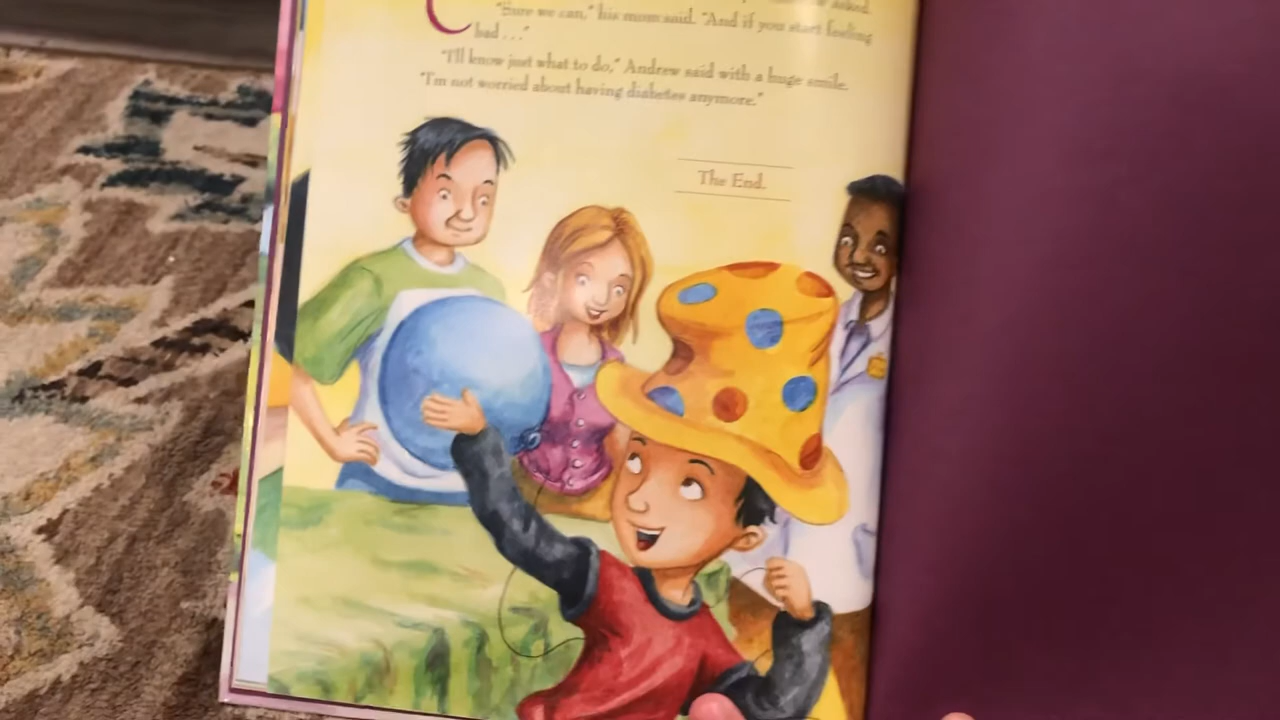 asked.
"Sure we can," his mom said. "And if you start feeling
bad . . ."
"I'll know just what to do," Andrew said with a huge smile.
"I'm not worried about having diabetes anymore."
The End.